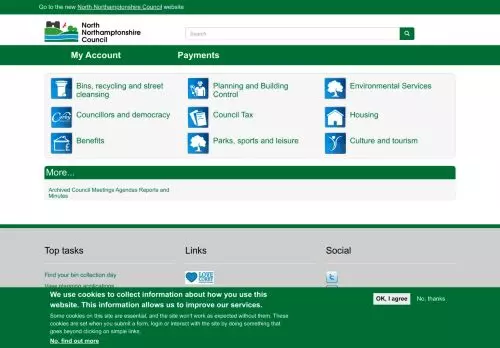 Go to the new North Northamptonshire Council website
North
Northamptonshire
Council
Search
My Account
Payments
Bins, recycling and street
cleansing
Planning and Building
Control
Environmental Services
Councillors and democracy
Council Tax
Housing
Benefits
Parks, sports and leisure
Culture and tourism
More...
Archived Council Meetings Agendas Reports and
Minutes
Top tasks
Links
Social
Find your bin collection day
View planning applications
LOVE
CORBY
We use cookies to collect information about how you use
this website. This information allows us to improve our services.
Some cookies on this site are essential, and the site won't work as expected without them. These
cookies are set when you submit a form, login or interact with the site by doing something that
goes beyond clicking on simple links.
No, find out more
OK, I agree
No, thanks